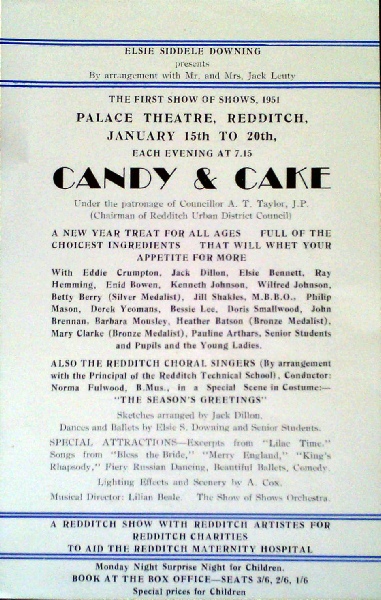 ELSIE SIDDELE DOWNING
presents
By arrangement with Mr. and Mrs. Jack Leuty
THE FIRST SHOW OF SHOWS, 1951
PALACE THEATRE, REDDITCH,
JANUARY 15th TO 20th,
EACH EVENING AT 7.15
CANDY & CAKE
Under the patronage of Councillor A. T. Taylor, J.P.
(Chairman of Redditch Urban District Council)
A NEW YEAR TREAT FOR ALL AGES FULL OF THE
CHOICEST INGREDIENTS THAT WILL WHET YOUR
APPETITE FOR MORE
With Eddie Crumpton, Jack Dillon, Elsie Bennett, Ray
Hemming, Enid Bowen, Kenneth Johnson, Wilfred Johnson,
Betty Berry (Silver Medalist), Jill Shakles, M.B.B.O., Philip
Mason, Derek Yeomans, Bessie Lee, Doris Smallwood, John
Brennan, Barbara Mousley, Heather Batson (Bronze Medalist),
Mary Clarke (Bronze Medalist), Pauline Arthars, Senior Students
and Pupils and the Young Ladies.
ALSO THE REDDITCH CHORAL SINGERS (By arrangement
with the Principal of the Redditch Technical School), Conductor:
Norma Fulwood, B.Mus., in a Special Scene in Costume:—
"THE SEASON'S GREETINGS"
Sketches arranged by Jack Dillon.
Dances and Ballets by Elsie S. Downing and Senior Students.
SPECIAL ATTRACTIONS—Excerpts from "Lilac Time."
Songs from "Bless the Bride," "Merry England," "King's
Rhapsody," Fiery Russian Dancing, Beautiful Ballets, Comedy.
Lighting Effects and Scenery by A. Cox.
Musical Director: Lilian Beale. The Show of Shows Orchestra.
A REDDITCH SHOW WITH REDDITCH ARTISTES FOR
REDDITCH CHARITIES
TO AID THE REDDITCH MATERNITY HOSPITAL
Monday Night Surprise Night for Children.
BOOK AT THE BOX OFFICE—SEATS 3/6, 2/6, 1/6
Special prices for Children